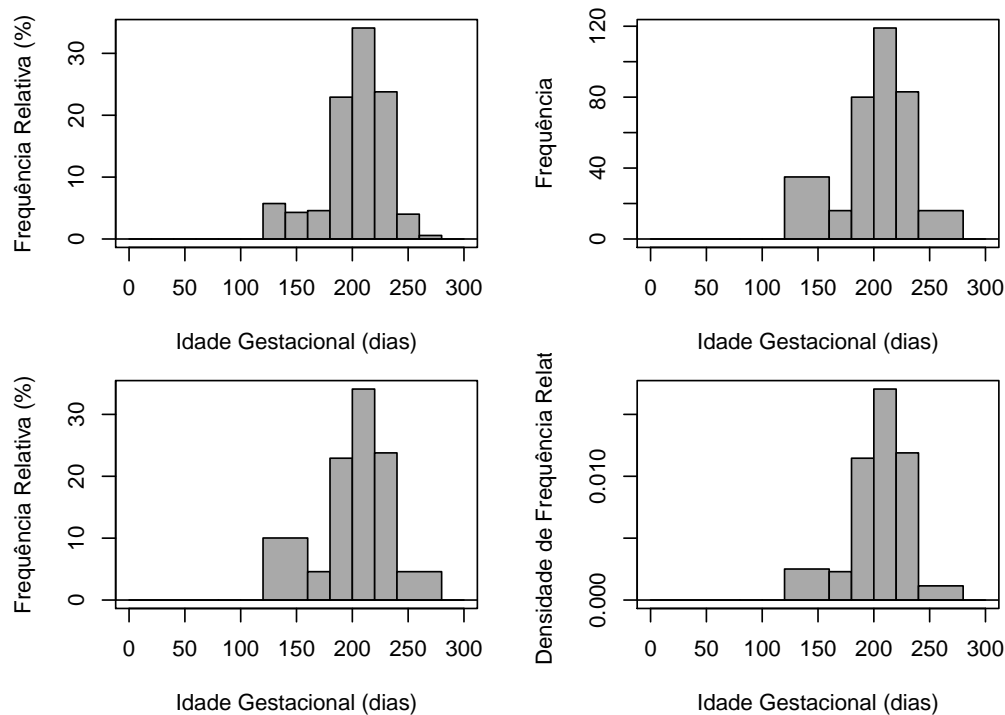 Frequência Relativa (%)
0 10 20 30
0 50 100 150 200 250 300
Idade Gestacional (dias)
Frequência
0 40 80 120
0 50 100 150 200 250 300
Idade Gestacional (dias)
Frequência Relativa (%)
0 10 20 30
0 50 100 150 200 250 300
Idade Gestacional (dias)
Densidade de Frequência Relat
0.000 0.010
0 50 100 150 200 250 300
Idade Gestacional (dias)